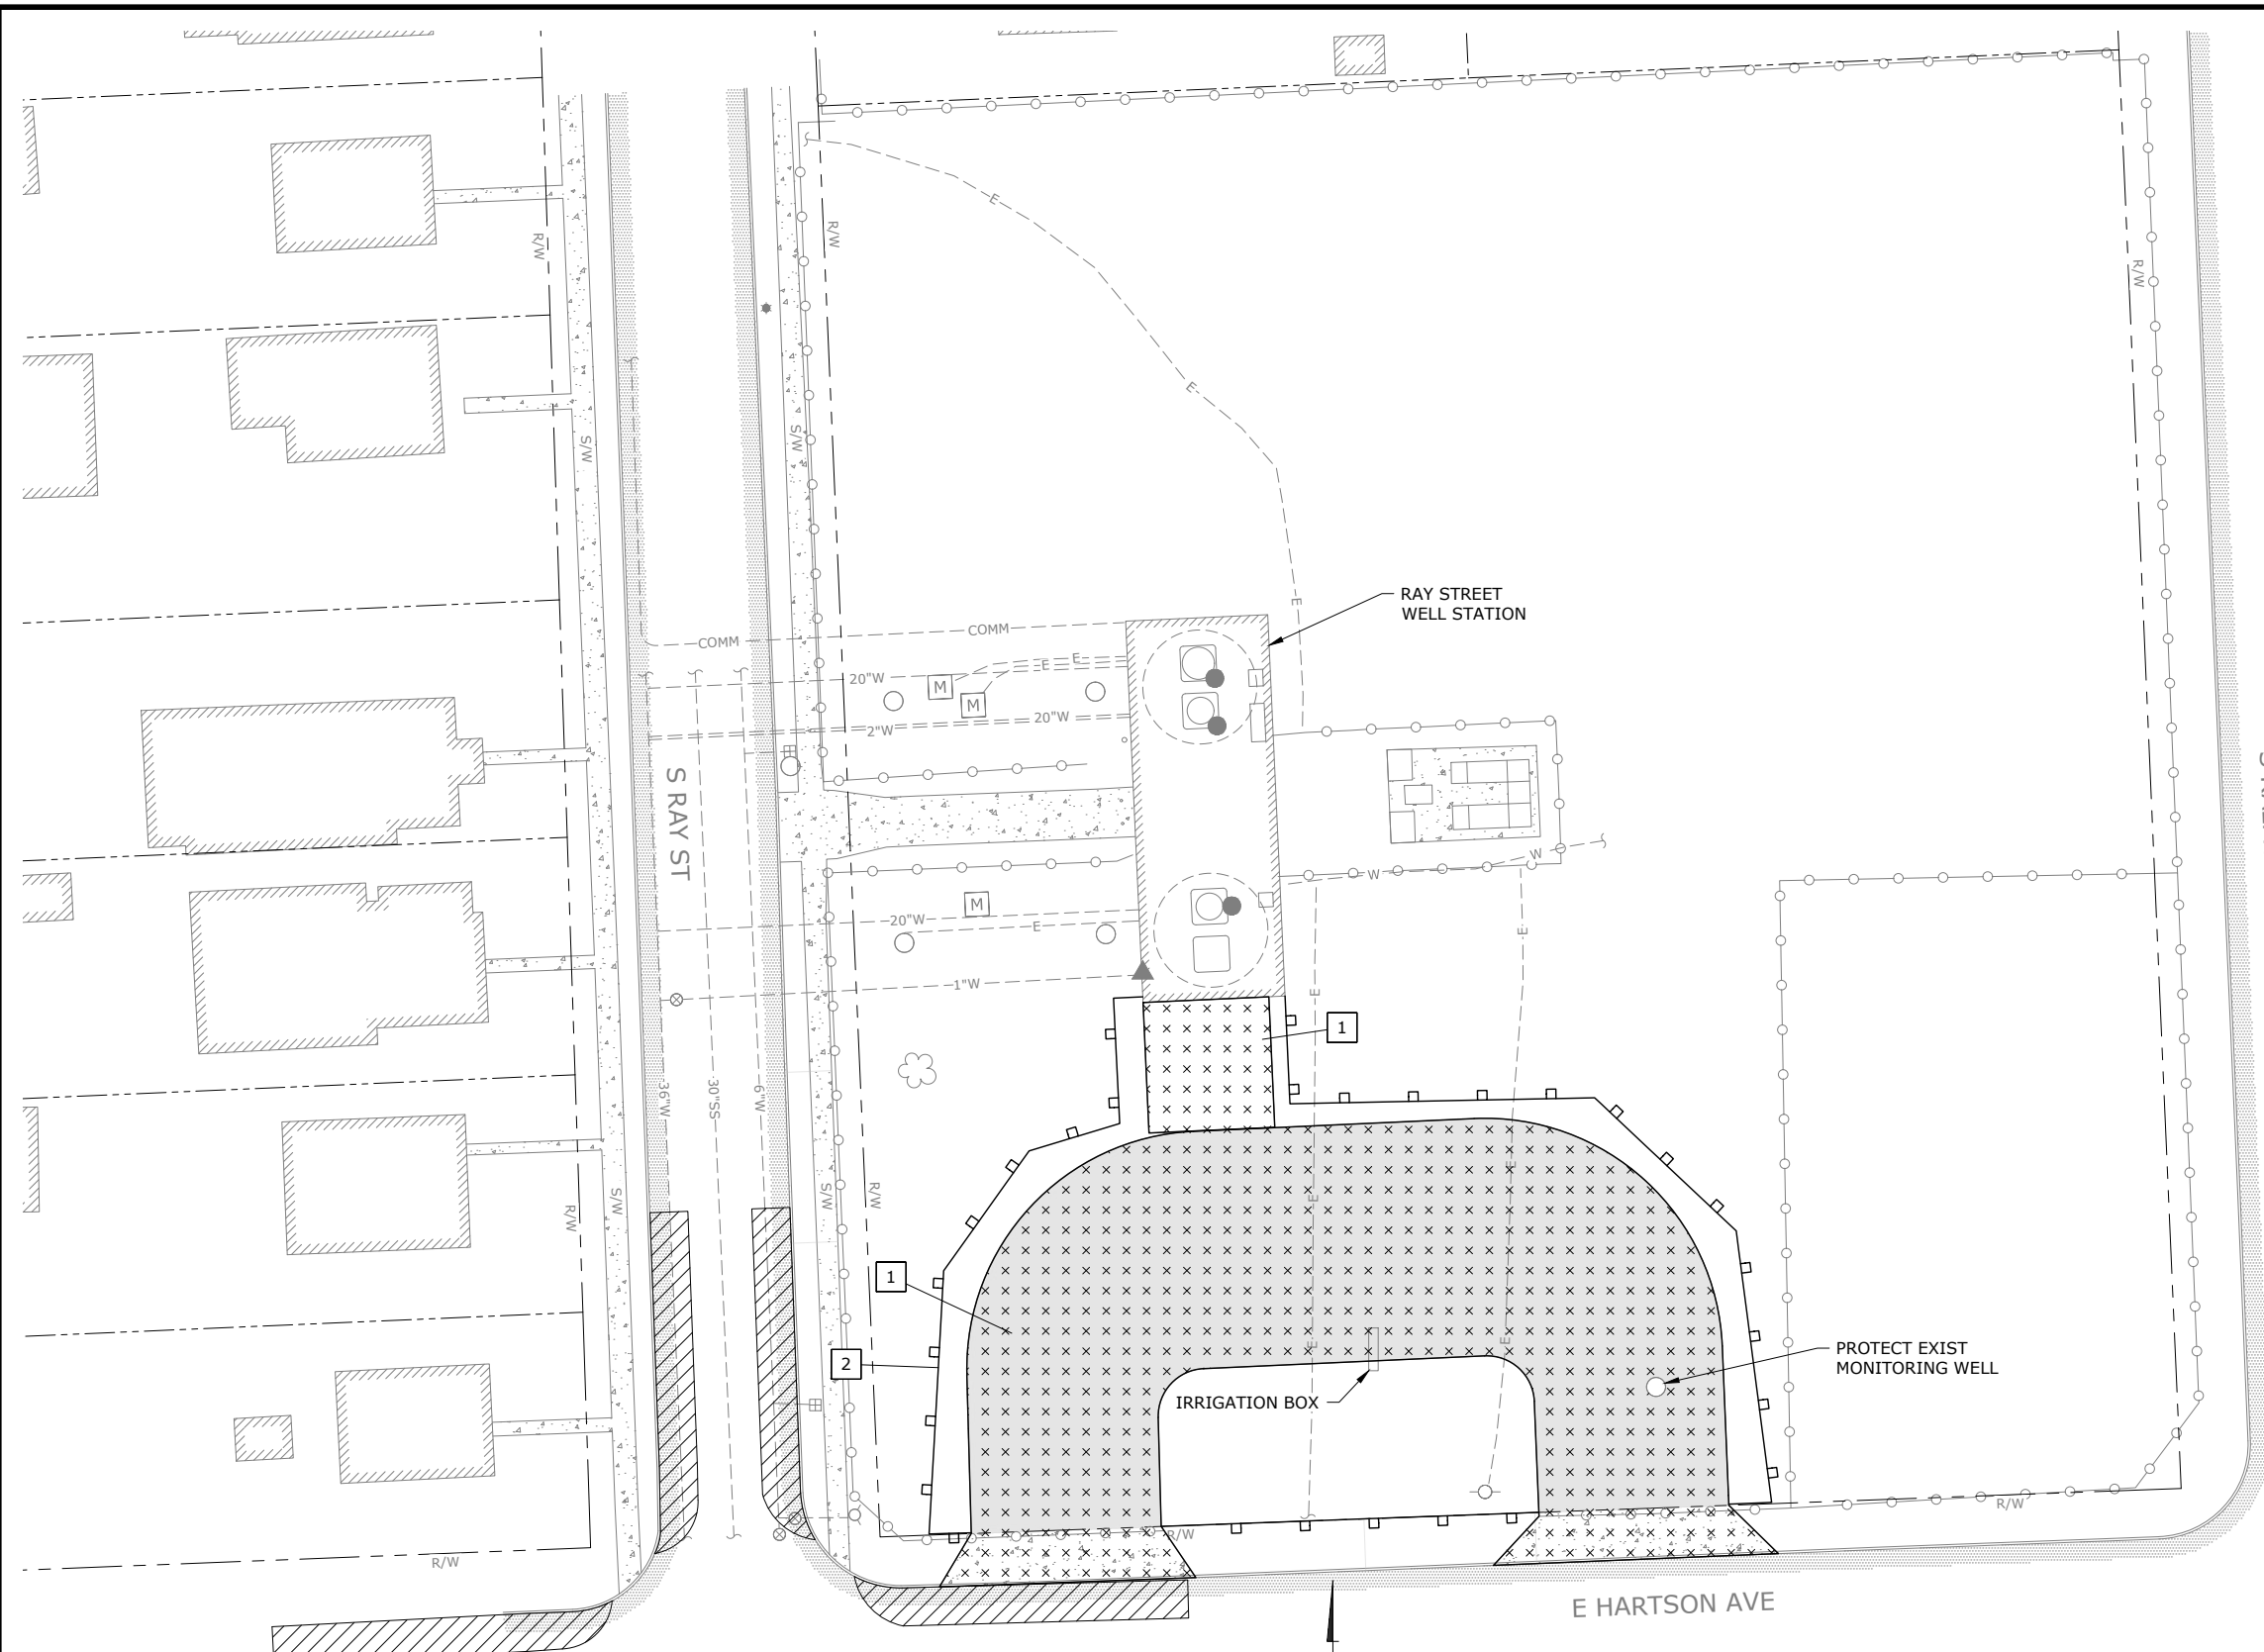 R/W
R/W
E
R/W
E
S/W
S/W
E
RAY STREET
WELL STATION
COMM
COMM
E
E
20"W
M
M
20"W
2"W
S RAY ST
W
W
M
20"W
E
E
1"W
E
1
36"W
30"SS
6"W
E
S/W
R/W
S/W
R/W
E
1
E
E
2
PROTECT EXIST
MONITORING WELL
IRRIGATION BOX
R/W
R/W
R/W
E HARTSON AVE